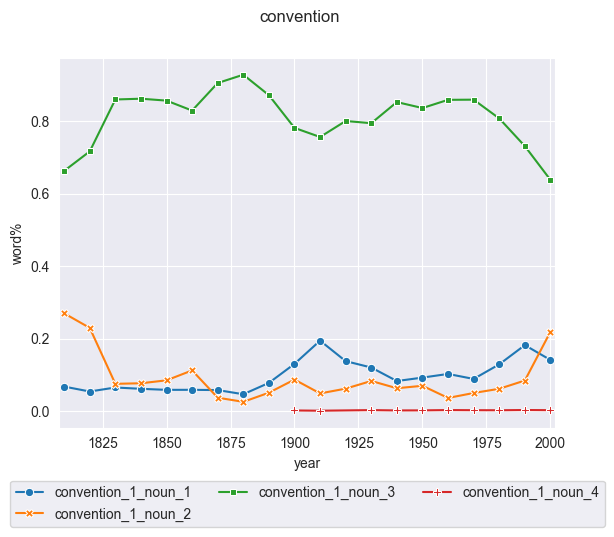 convention
0.8
0.6
0.4
0.2
0.0
word%
1825 1850 1875 1900 1925 1950 1975 2000
year
convention_1_noun_1 convention_1_noun_3 convention_1_noun_4
convention_1_noun_2